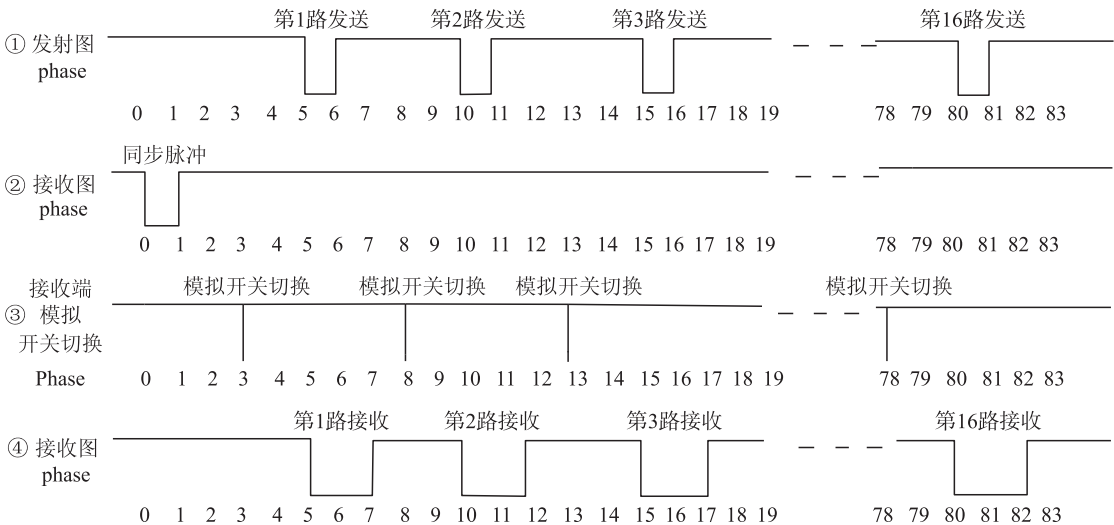 第1路发送 第2路发送 第3路发送 第16路发送
① 发射图
phase
0 1 2 3 4 5 6 7 8 9 10 11 12 13 14 15 16 17 18 19 78 79 80 81 82 83
同步脉冲
② 接收图
phase
0 1 2 3 4 5 6 7 8 9 10 11 12 13 14 15 16 17 18 19 78 79 80 81 82 83
接收端 模拟开关切换 模拟开关切换 模拟开关切换 模拟开关切换
③ 模拟
开关切换
Phase 0 1 2 3 4 5 6 7 8 9 10 11 12 13 14 15 16 17 18 19 78 79 80 81 82 83
第1路接收 第2路接收 第3路接收 第16路接收
④ 接收图
phase
0 1 2 3 4 5 6 7 8 9 10 11 12 13 14 15 16 17 18 19 78 79 80 81 82 83